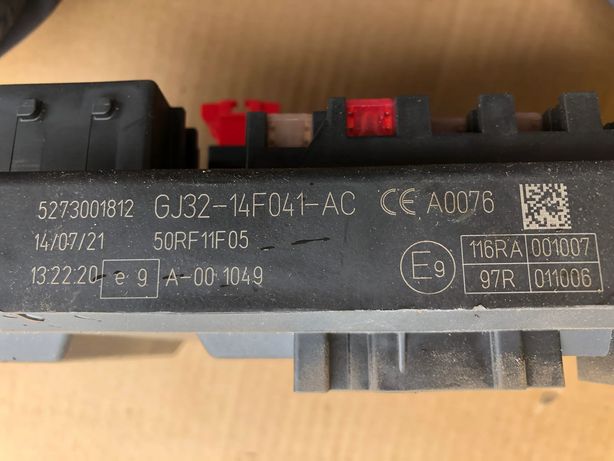 5273001812 GJ32-14F041-AC CE A0076
14/07/21 50RF11F05
13.22.20 e9 A-00 1049
E9
116RA 001007
97R 011006